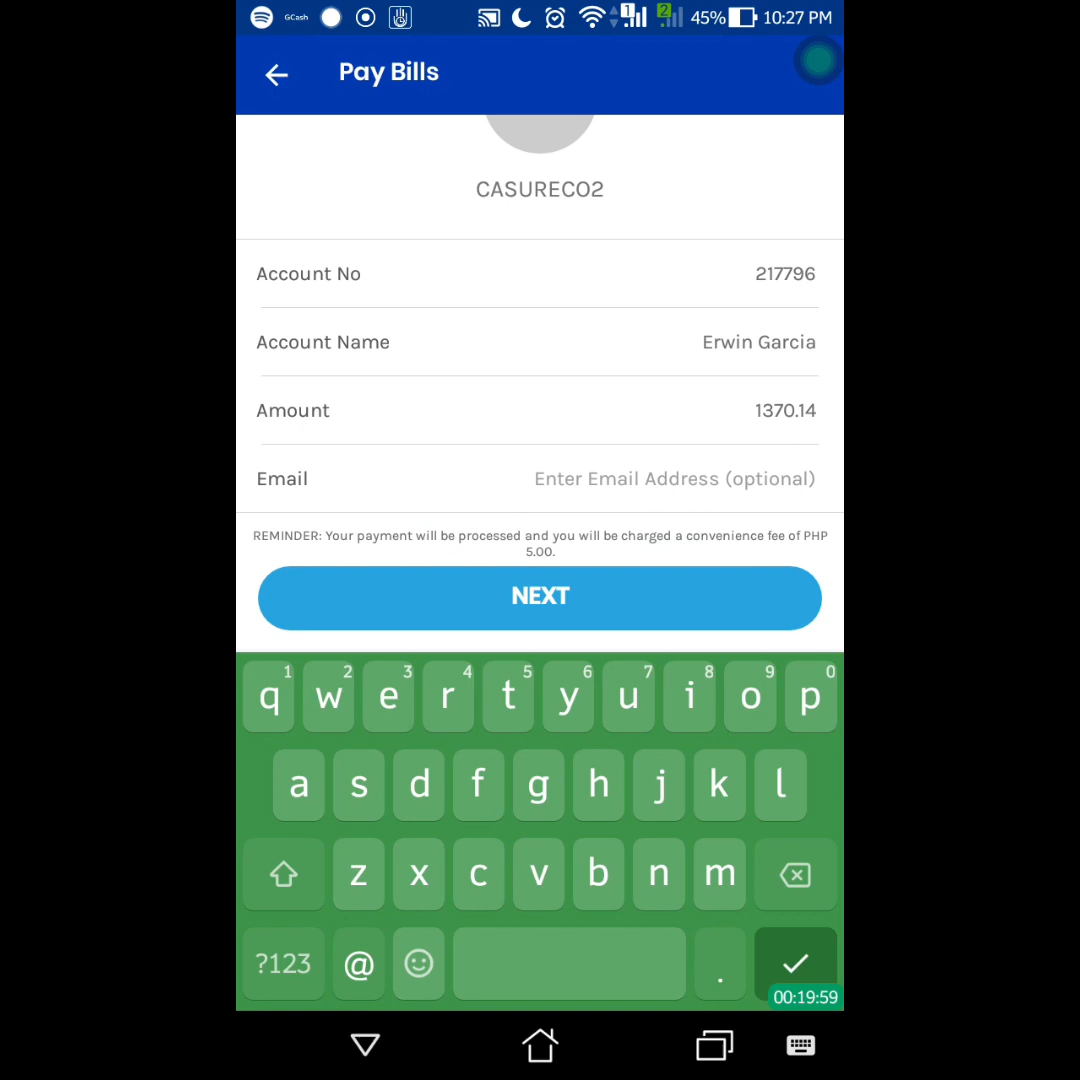 GCash 1 2 45% 10:27 PM
Pay Bills
CASURECO2
Account No 217796
Account Name Erwin Garcia
Amount 1370.14
Email Enter Email Address (optional)
REMINDER: Your payment will be processed and you will be charged a convenience fee of PHP
5.00.
NEXT
1 2 3 4 5 6 7 8 9 0
q w e r t y u i o p
a s d f g h j k l
z x c v b n m
?123 @ .
00:19:59